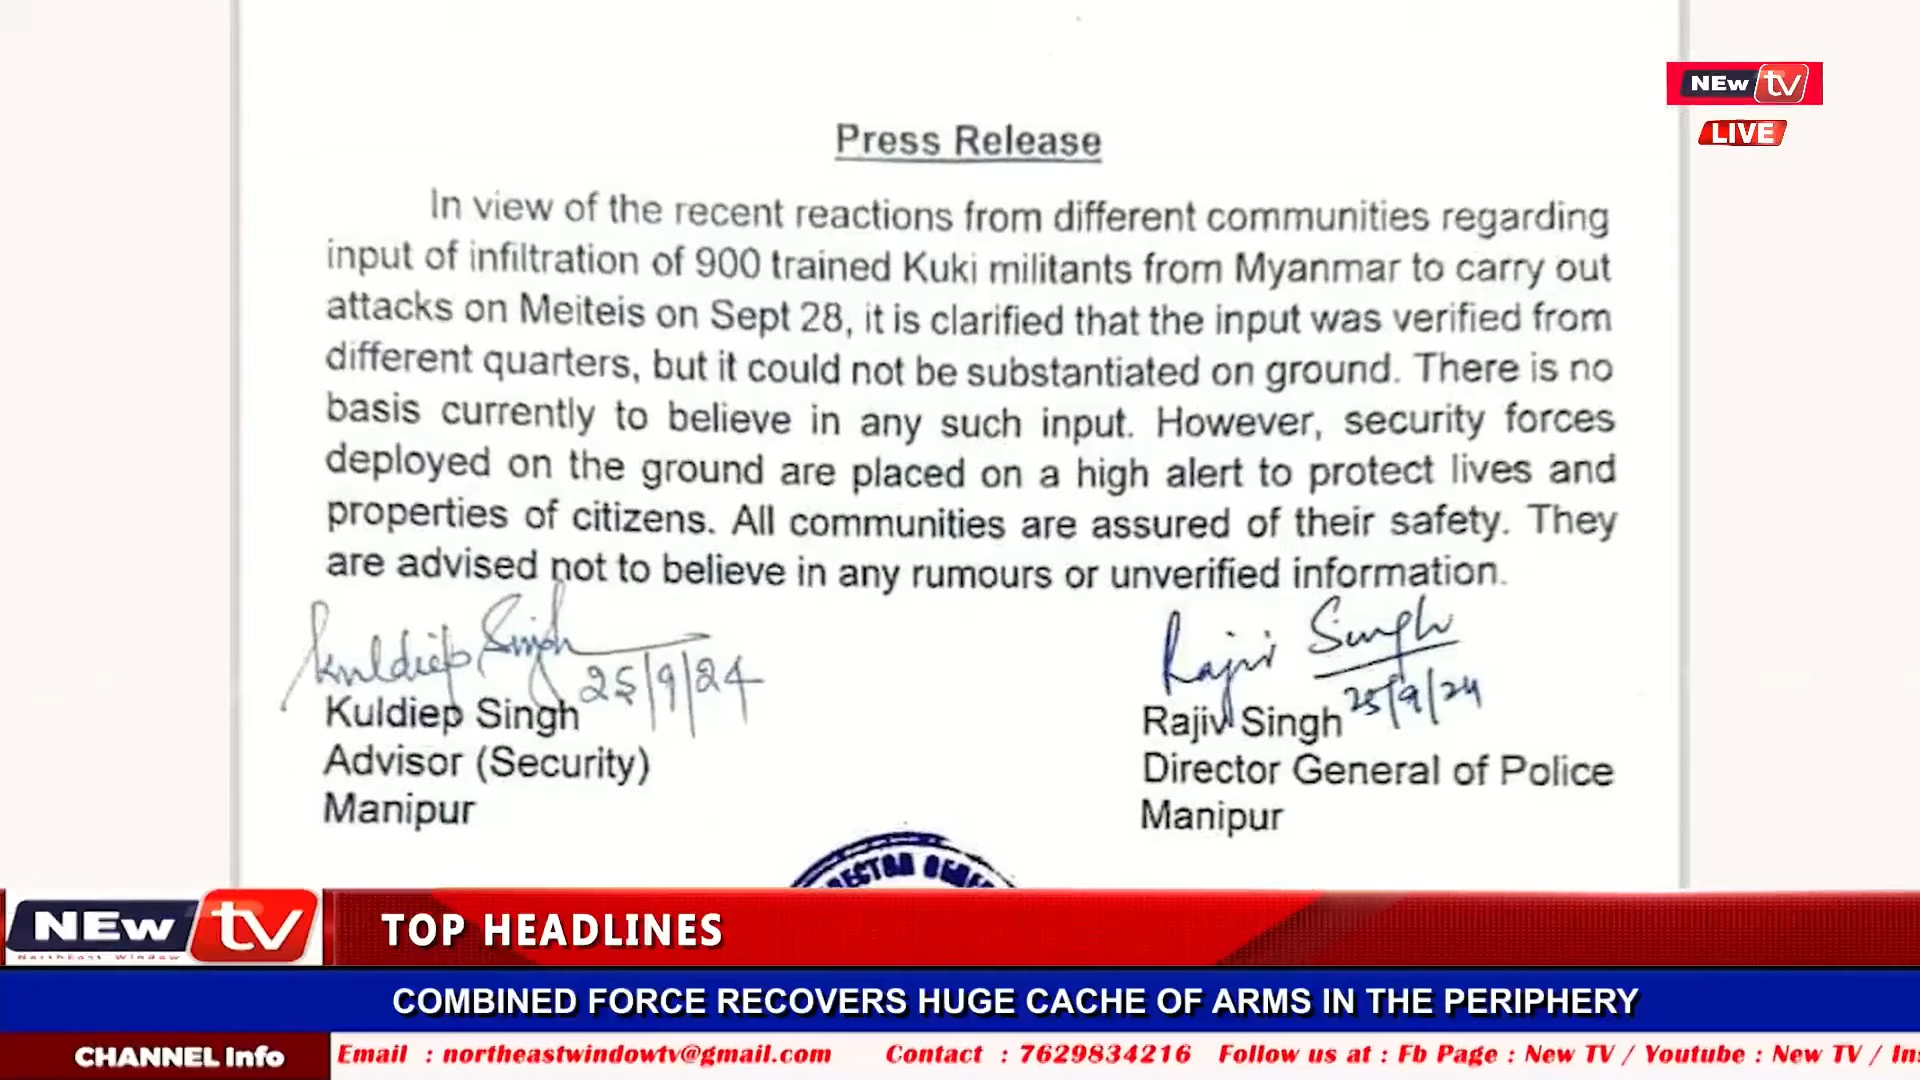 NEw tv
LIVE
Press Release
In view of the recent reactions from different communities regarding
input of infiltration of 900 trained Kuki militants from Myanmar to carry out
attacks on Meiteis on Sept 28, it is clarified that the input was verified from
different quarters, but it could not be substantiated on ground. There is no
basis currently to believe in any such input. However, security forces
deployed on the ground are placed on a high alert to protect lives and
properties of citizens. All communities are assured of their safety. They
are advised not to believe in any rumours or unverified information.
Kuldiep Singh
25/9/24
Rajiv Singh
25/9/24
Kuldiep Singh
Advisor (Security)
Manipur
Rajiv Singh
Director General of Police
Manipur
NEw tv
NorthEast Window
TOP HEADLINES
COMBINED FORCE RECOVERS HUGE CACHE OF ARMS IN THE PERIPHERY
CHANNEL Info
Email : northeastwindowtv@gmail.com Contact : 7629834216 Follow us at : Fb Page : New TV / Youtube : New TV /